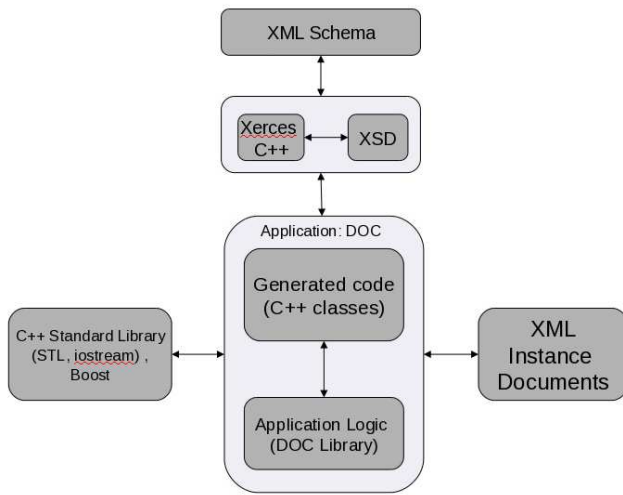 XML Schema
Xerces
C++
XSD
Application: DOC
Generated code
(C++ classes)
C++ Standard Library
(STL, iostream) ,
Boost
XML
Instance
Documents
Application Logic
(DOC Library)